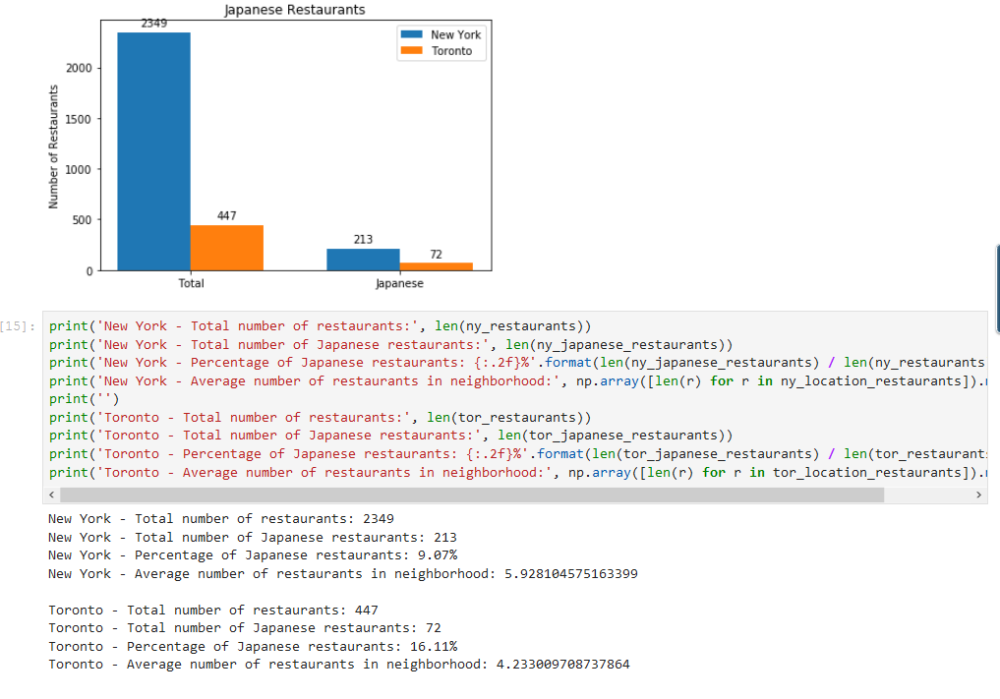 Japanese Restaurants
2349
New York
Toronto
2000
1500
1000
500
0
Number of Restaurants
447
213
72
Total
Japanese
[15]:
print('New York - Total number of restaurants:', len(ny_restaurants))
print('New York - Total number of Japanese restaurants:', len(ny_japanese_restaurants))
print('New York - Percentage of Japanese restaurants: {:.2f}%'.format(len(ny_japanese_restaurants) / len(ny_restaurants
print('New York - Average number of restaurants in neighborhood:', np.array([len(r) for r in ny_location_restaurants]).
print('')
print('Toronto - Total number of restaurants:', len(tor_restaurants))
print('Toronto - Total number of Japanese restaurants:', len(tor_japanese_restaurants))
print('Toronto - Percentage of Japanese restaurants: {:.2f}%'.format(len(tor_japanese_restaurants) / len(tor_restaurant
print('Toronto - Average number of restaurants in neighborhood:', np.array([len(r) for r in tor_location_restaurants]).
New York - Total number of restaurants: 2349
New York - Total number of Japanese restaurants: 213
New York - Percentage of Japanese restaurants: 9.07%
New York - Average number of restaurants in neighborhood: 5.928104575163399
Toronto - Total number of restaurants: 447
Toronto - Total number of Japanese restaurants: 72
Toronto - Percentage of Japanese restaurants: 16.11%
Toronto - Average number of restaurants in neighborhood: 4.233009708737864